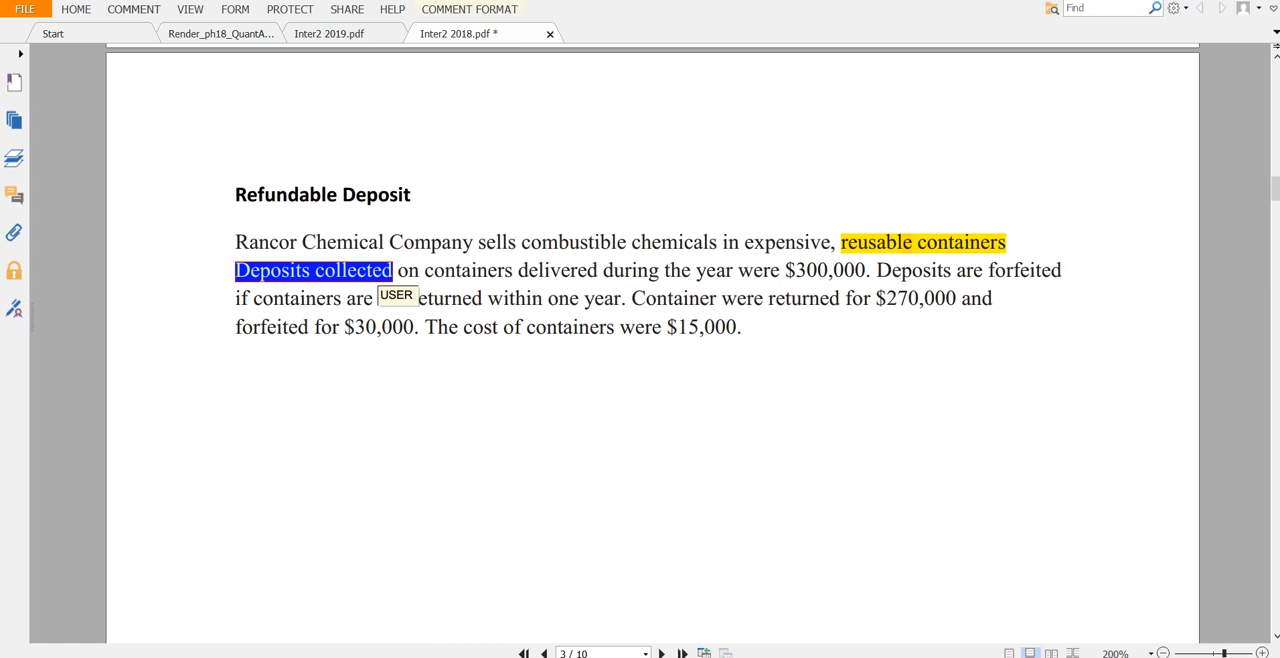 FILE HOME COMMENT VIEW FORM PROTECT SHARE HELP COMMENT FORMAT Find
Start Render_ph18_QuantA... Inter2 2019.pdf Inter2 2018.pdf *
Refundable Deposit
Rancor Chemical Company sells combustible chemicals in expensive, reusable containers
Deposits collected on containers delivered during the year were $300,000. Deposits are forfeited
if containers are USER eturned within one year. Container were returned for $270,000 and
forfeited for $30,000. The cost of containers were $15,000.
3 / 10 200%